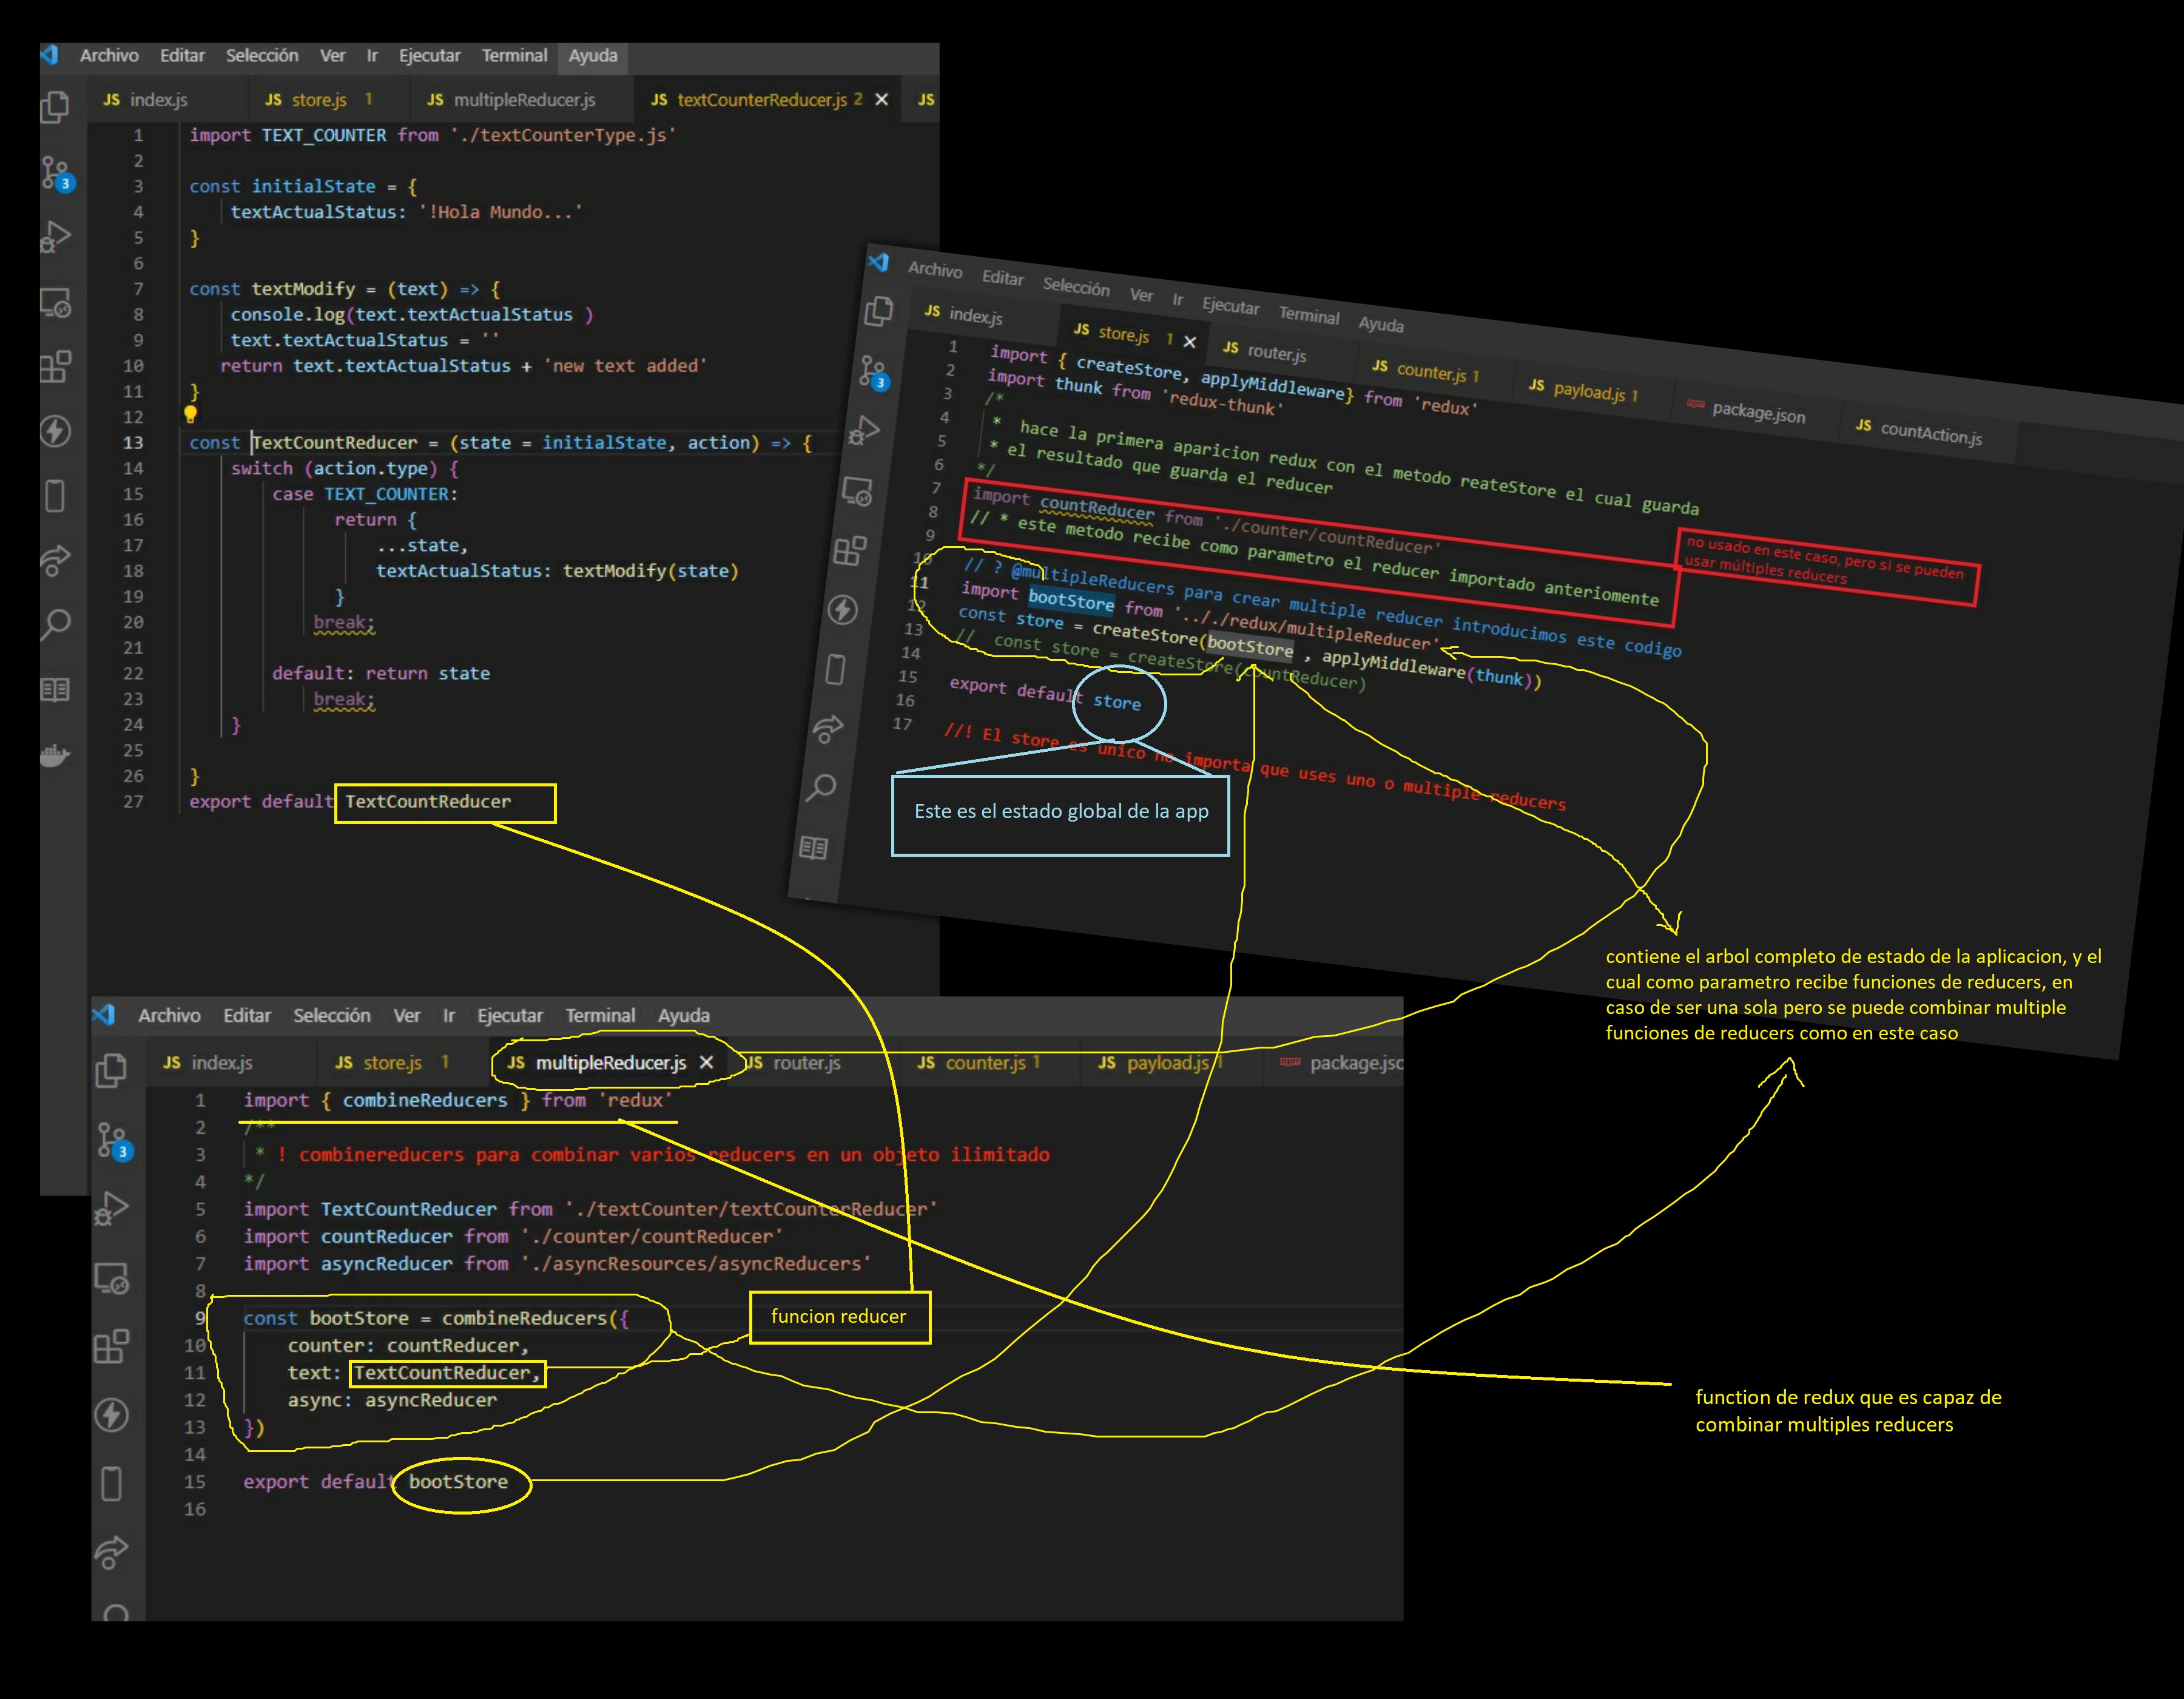 Archivo Editar Selección Ver Ir Ejecutar Terminal Ayuda
JS index.js JS store.js 1 JS multipleReducer.js JS textCounterReducer.js 2 × JS
1 import TEXT_COUNTER from './textCounterType.js'
2
3 const initialState = {
4 textActualStatus: '!Hola Mundo...'
5 }
6
7 const textModify = (text) => {
8 console.log(text.textActualStatus )
9 text.textActualStatus = ''
10 return text.textActualStatus + 'new text added'
11 }
12
13 const TextCountReducer = (state = initialState, action) => {
14 switch (action.type) {
15 case TEXT_COUNTER:
16 return {
17 ...state,
18 textActualStatus: textModify(state)
19 }
20 break;
21
22 default: return state
23 break;
24 }
25
26 }
27 export default TextCountReducer
3
Archivo Editar Selección Ver Ir Ejecutar Terminal Ayuda
JS index.js JS store.js 1 × JS router.js JS counter.js 1 JS payload.js 1 package.json JS countAction.js
1 import { createStore, applyMiddleware} from 'redux'
2 import thunk from 'redux-thunk'
3 /*
4 * hace la primera aparicion redux con el metodo reateStore el cual guarda
5 * el resultado que guarda el reducer
6 */
7 import countReducer from './counter/countReducer'
8 // * este metodo recibe como parametro el reducer importado anteriomente
9
10 // ? @multipleReducers para crear multiple reducer introducimos este codigo
11 import bootStore from '.././redux/multipleReducer'
12 const store = createStore(bootStore , applyMiddleware(thunk))
13 // const store = createStore(countReducer)
14
15 export default store
16
17 //! El store es unico no importa que uses uno o multiple reducers
3
no usado en este caso, pero si se pueden
usar múltiples reducers
Este es el estado global de la app
contiene el arbol completo de estado de la aplicacion, y el
cual como parametro recibe funciones de reducers, en
caso de ser una sola pero se puede combinar multiple
funciones de reducers como en este caso
Archivo Editar Selección Ver Ir Ejecutar Terminal Ayuda
JS index.js JS store.js 1 JS multipleReducer.js × JS router.js JS counter.js 1 JS payload.js 1 package.jsc
1 import { combineReducers } from 'redux'
2 /**
3 * ! combinereducers para combinar varios reducers en un objeto ilimitado
4 */
5 import TextCountReducer from './textCounter/textCounterReducer'
6 import countReducer from './counter/countReducer'
7 import asyncReducer from './asyncResources/asyncReducers'
8
9 const bootStore = combineReducers({
10 counter: countReducer,
11 text: TextCountReducer,
12 async: asyncReducer
13 })
14
15 export default bootStore
16
3
funcion reducer
function de redux que es capaz de
combinar multiples reducers